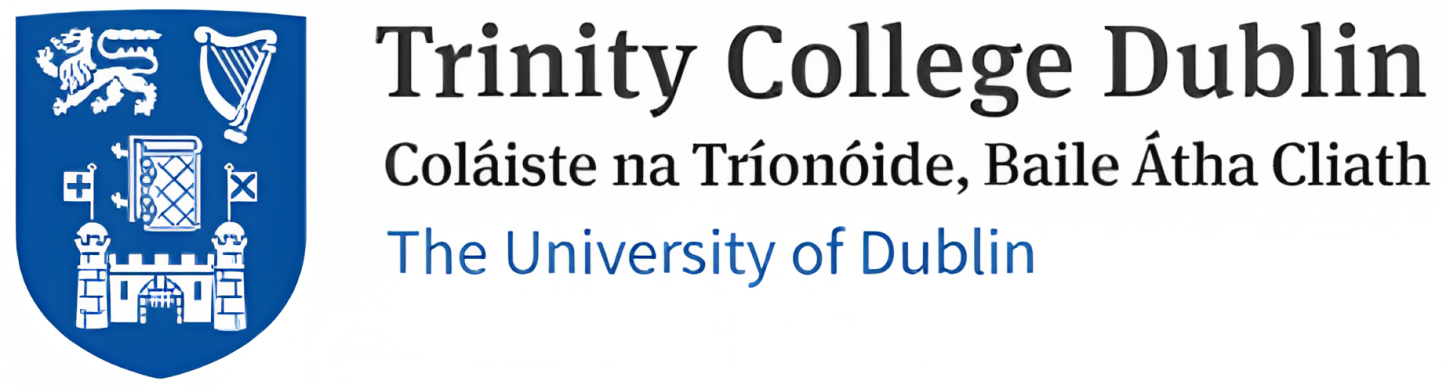 Trinity College Dublin
Coláiste na Tríonóide, Baile Átha Cliath
The University of Dublin